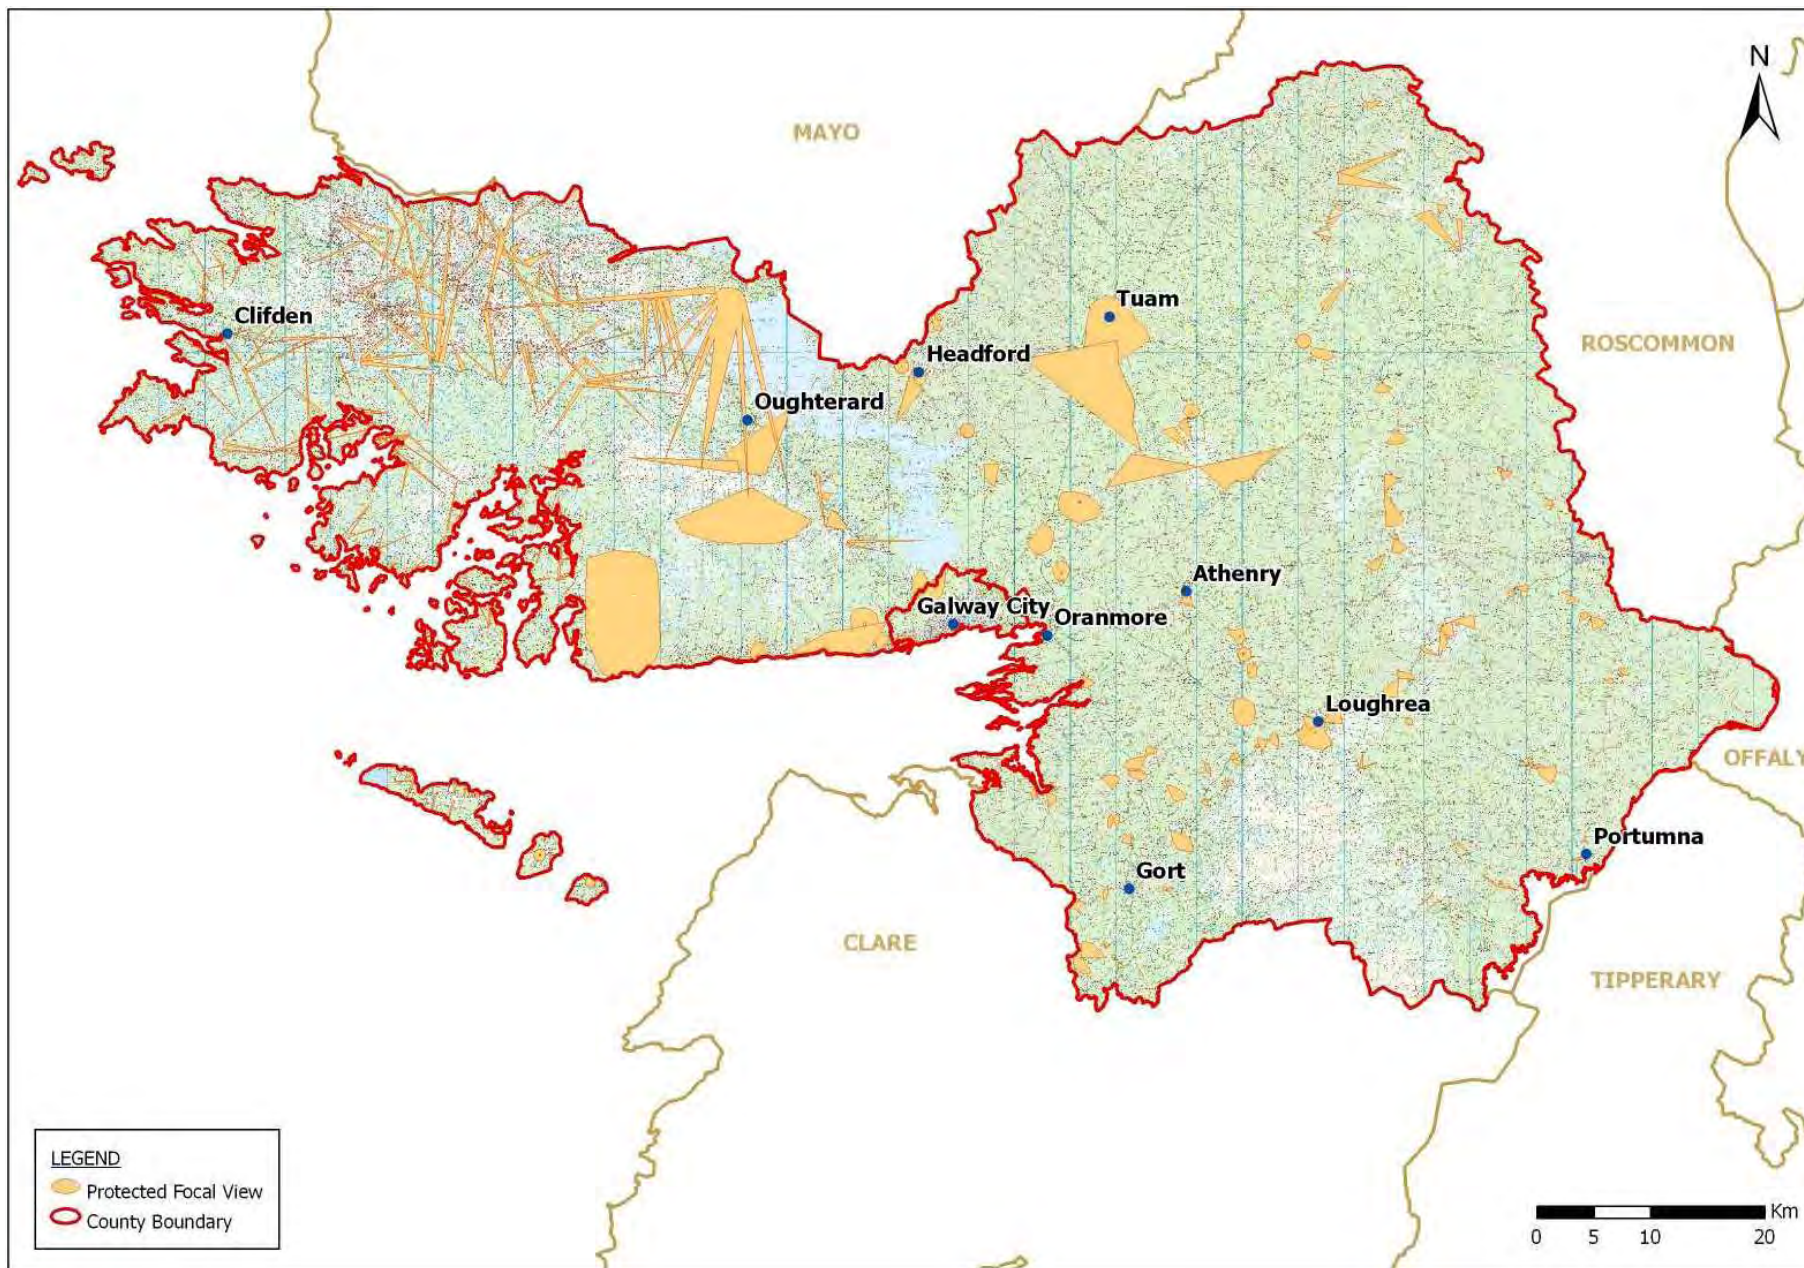 N
MAYO
Tuam
Clifden
ROSCOMMON
Headford
Oughterard
Athenry
Galway City
Oranmore
Loughrea
OFFALY
Portumna
Gort
CLARE
TIPPERARY
LEGEND
Protected Focal View
County Boundary
Km
0 5 10 20